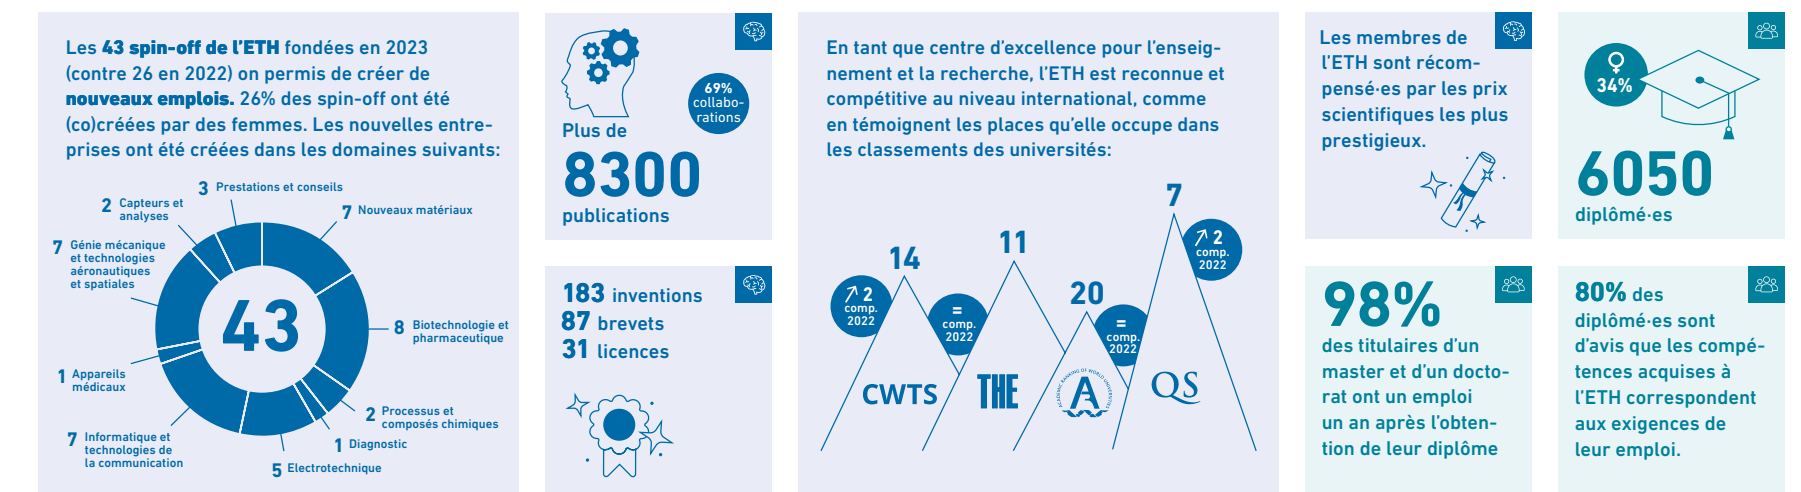 Les 43 spin-off de l'ETH fondées en 2023
(contre 26 en 2022) on permis de créer de
nouveaux emplois. 26% des spin-off ont été
(co)créées par des femmes. Les nouvelles entre-
prises ont été créées dans les domaines suivants:
3 Prestations et conseils
2 Capteurs et
analyses
7 Nouveaux matériaux
7 Génie mécanique
et technologies
aéronautiques
et spatiales
43
8 Biotechnologie et
pharmaceutique
1 Appareils
médicaux
2 Processus et
composés chimiques
7 Informatique et
technologies de
la communication
1 Diagnostic
5 Electrotechnique
69%
collabo-
rations
Plus de
8300
publications
183 inventions
87 brevets
31 licences
En tant que centre d'excellence pour l'enseig-
nement et la recherche, l'ETH est reconnue et
compétitive au niveau international, comme
en témoignent les places qu'elle occupe dans
les classements des universités:
14
↗ 2
comp.
2022
CWTS
11
=
comp.
2022
THE
20
=
comp.
2022
ACADEMIC RANKING OF WORLD UNIVERSITIES
7
↗ 2
comp.
2022
QS
Les membres de
l'ETH sont récom-
pensé·es par les prix
scientifiques les plus
prestigieux.
♀
34%
6050
diplômé·es
98%
des titulaires d'un
master et d'un docto-
rat ont un emploi
un an après l'obten-
tion de leur diplôme
80% des
diplômé·es sont
d'avis que les compé-
tences acquises à
l'ETH correspondent
aux exigences de
leur emploi.